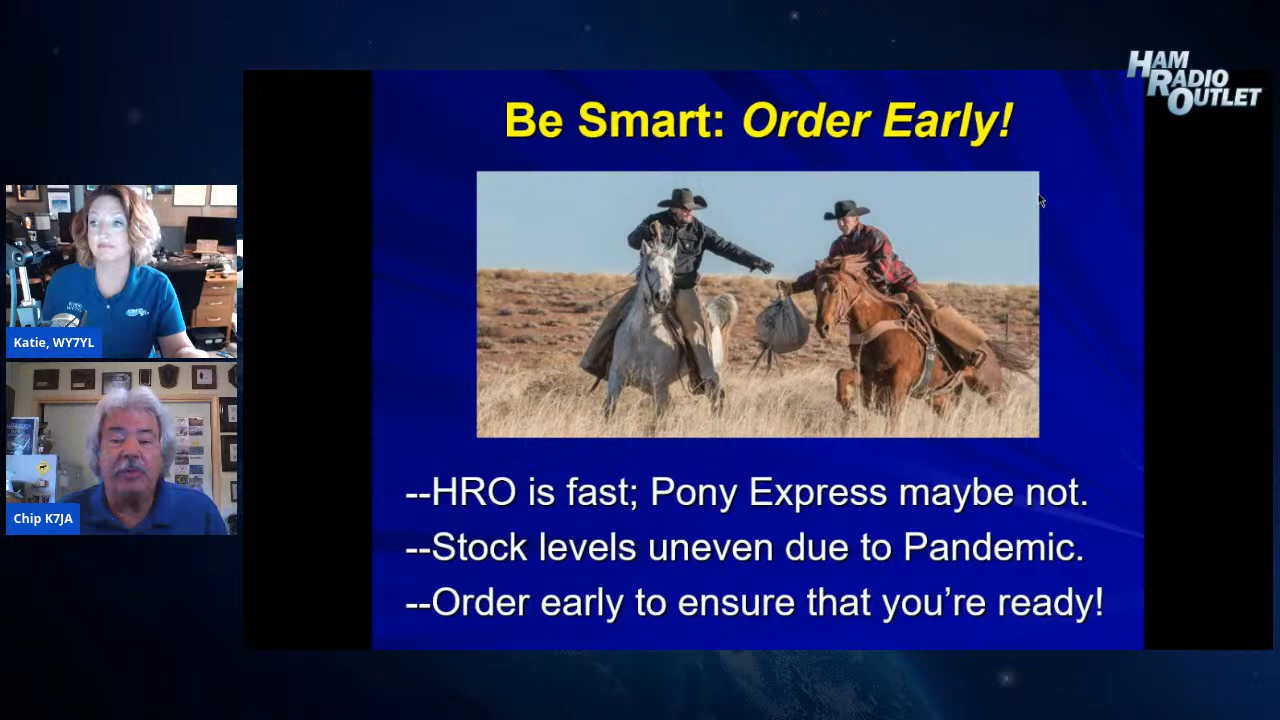 HAM
RADIO
OUTLET
Be Smart: Order Early!
Katie, WY7YL
Chip K7JA
--HRO is fast; Pony Express maybe not.
--Stock levels uneven due to Pandemic.
--Order early to ensure that you’re ready!